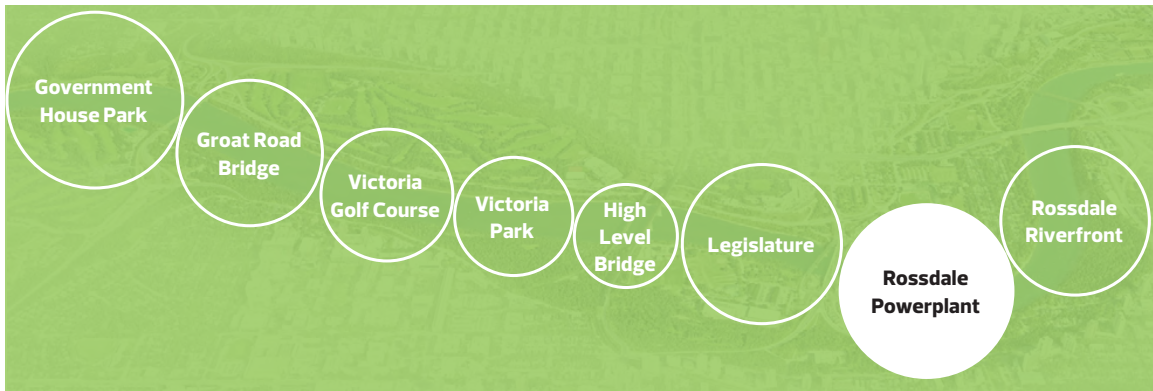 Government
House Park
Groat Road
Bridge
Victoria
Golf Course
Victoria
Park
High
Level
Bridge
Legislature
Rossdale
Powerplant
Rossdale
Riverfront